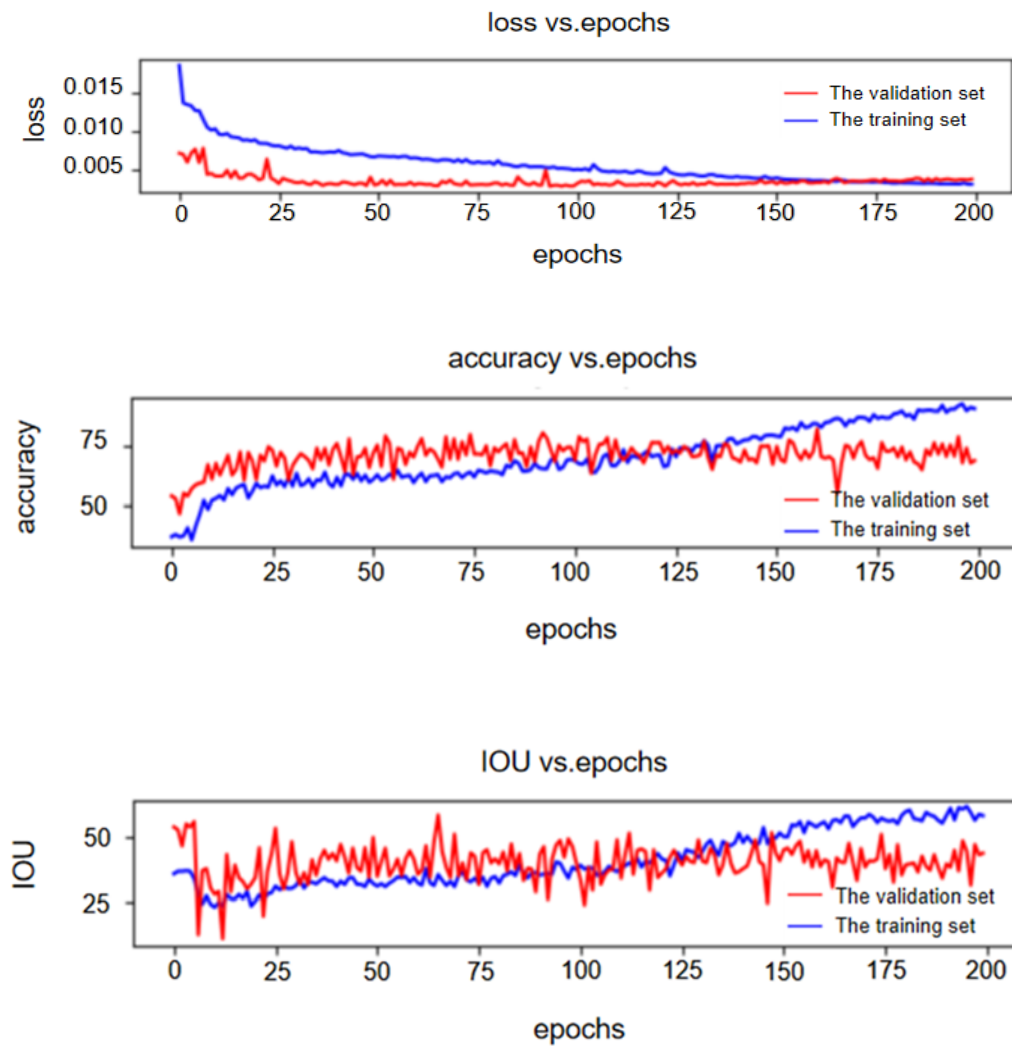 loss vs.epochs
loss
0.015
0.010
0.005
The validation set
The training set
0 25 50 75 100 125 150 175 200
epochs
accuracy vs.epochs
accuracy
75
50
The validation set
The training set
0 25 50 75 100 125 150 175 200
epochs
IOU vs.epochs
IOU
50
25
The validation set
The training set
0 25 50 75 100 125 150 175 200
epochs